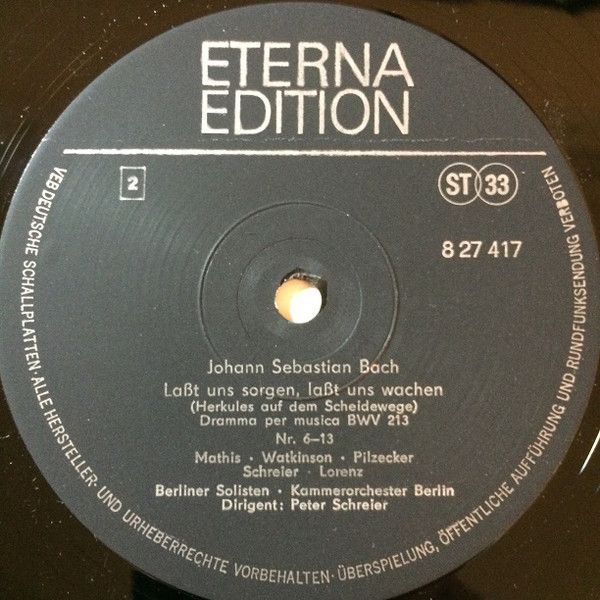 ETERNA
EDITION
2
ST 33
8 27 417
Johann Sebastian Bach
Laßt uns sorgen, laßt uns wachen
(Herkules auf dem Scheidewege)
Dramma per musica BWV 213
Nr. 6–13
Mathis · Watkinson · Pilzecker
Schreier · Lorenz
Berliner Solisten · Kammerorchester Berlin
Dirigent: Peter Schreier
VEB DEUTSCHE SCHALLPLATTEN · ALLE HERSTELLER- UND URHEBERRECHTE VORBEHALTEN · ÜBERSPIELUNG, ÖFFENTLICHE AUFFÜHRUNG UND RUNDFUNKSENDUNG VERBOTEN